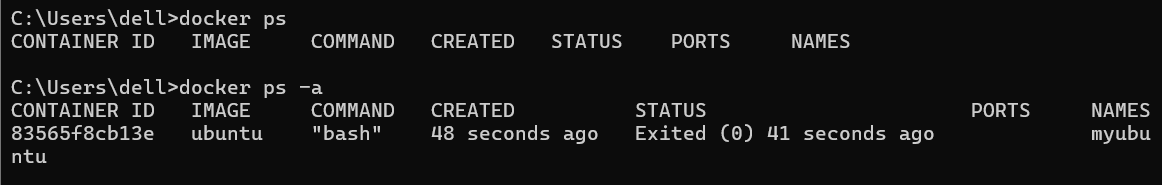 C:\Users\dell>docker ps
CONTAINER ID   IMAGE     COMMAND   CREATED   STATUS    PORTS     NAMES
C:\Users\dell>docker ps -a
CONTAINER ID   IMAGE     COMMAND   CREATED          STATUS                      PORTS     NAMES
83565f8cb13e   ubuntu    "bash"    48 seconds ago   Exited (0) 41 seconds ago             myubu
ntu